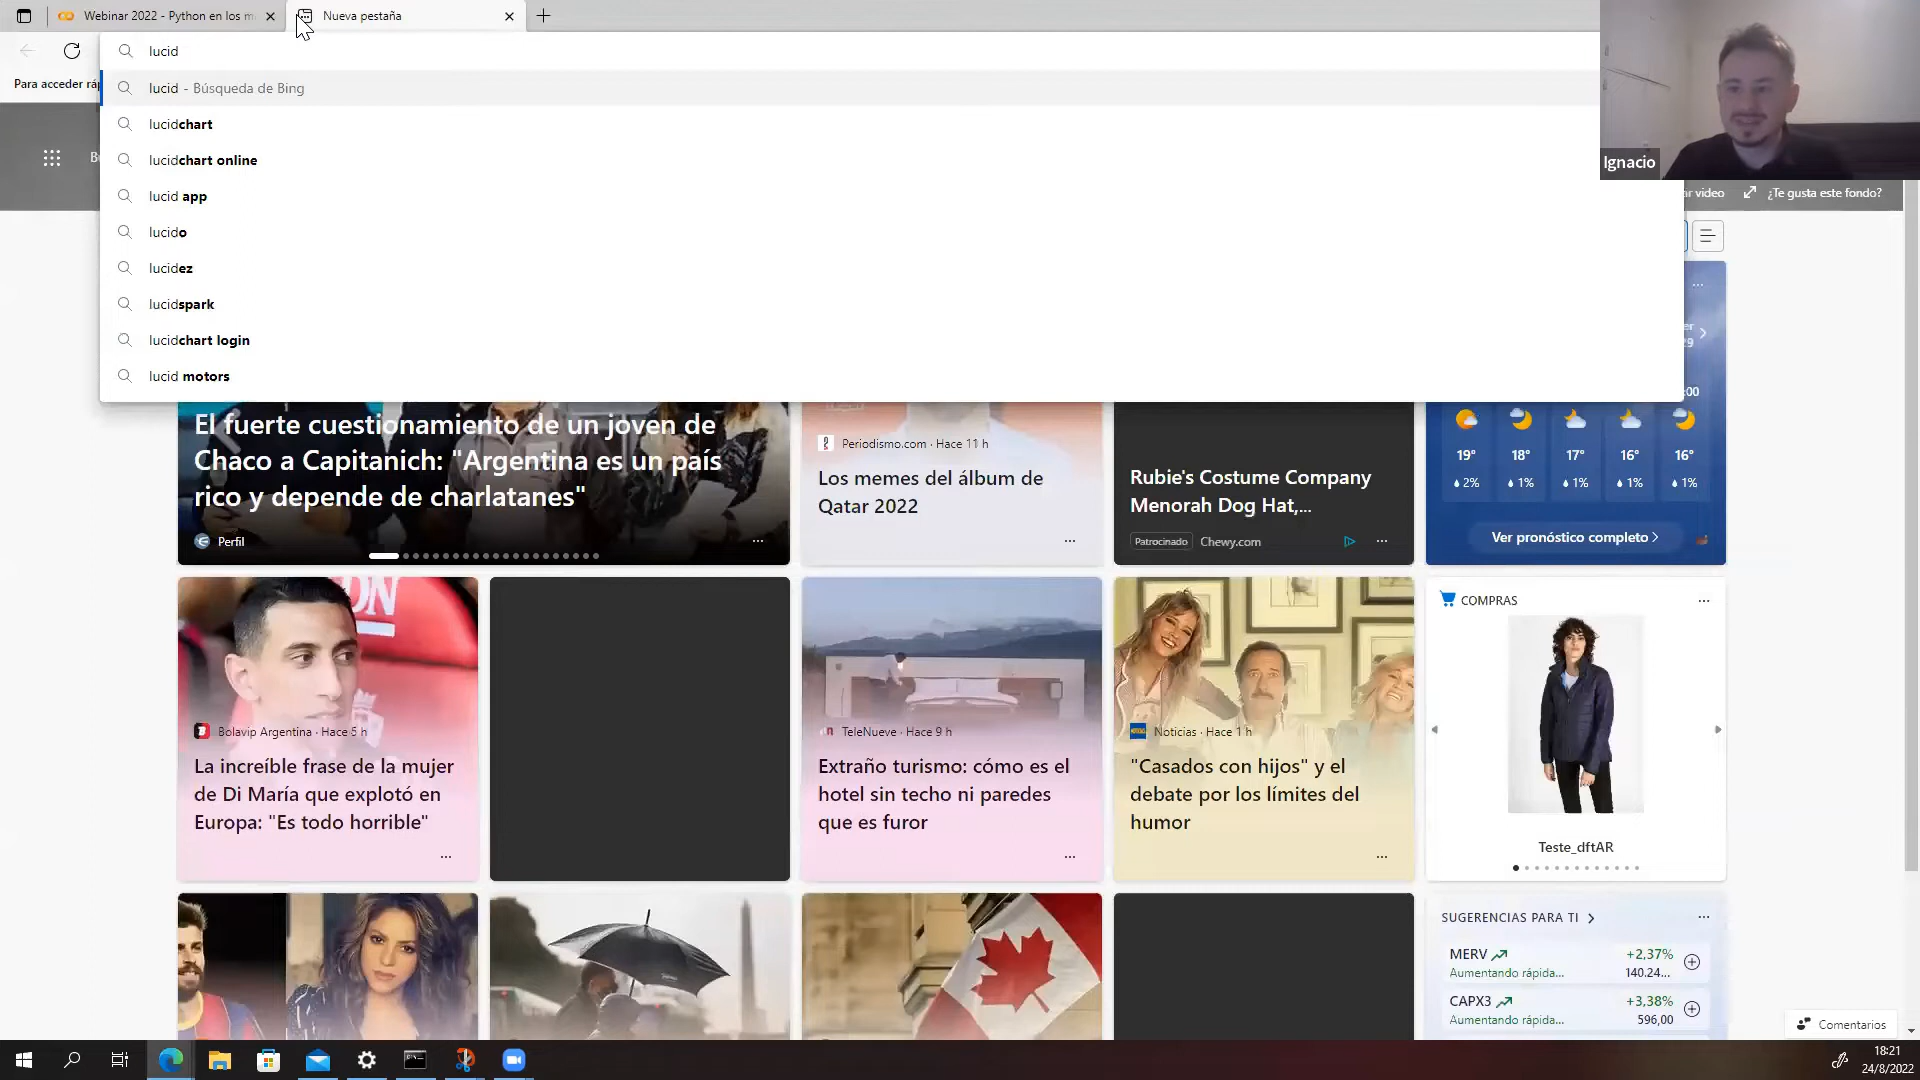 Webinar 2022 - Python en los m
Nueva pestaña
lucid
Para acceder ráp
lucid - Búsqueda de Bing
lucidchart
lucidchart online
lucid app
lucido
lucidez
lucidspark
lucidchart login
lucid motors
Ignacio
ar video
¿Te gusta este fondo?
El fuerte cuestionamiento de un joven de
Chaco a Capitanich: "Argentina es un país
rico y depende de charlatanes"
Perfil
Periodismo.com · Hace 11 h
Los memes del álbum de
Qatar 2022
Rubie's Costume Company
Menorah Dog Hat,...
Patrocinado Chewy.com
er
29
:00
19° 18° 17° 16° 16°
2% 1% 1% 1% 1%
Ver pronóstico completo
Bolavip Argentina · Hace 5 h
La increíble frase de la mujer
de Di María que explotó en
Europa: "Es todo horrible"
TeleNueve · Hace 9 h
Extraño turismo: cómo es el
hotel sin techo ni paredes
que es furor
Noticias · Hace 1 h
"Casados con hijos" y el
debate por los límites del
humor
COMPRAS
Teste_dftAR
SUGERENCIAS PARA TI
MERV +2,37%
Aumentando rápida... 140.24...
CAPX3 +3,38%
Aumentando rápida... 596,00
Comentarios
18:21
24/8/2022